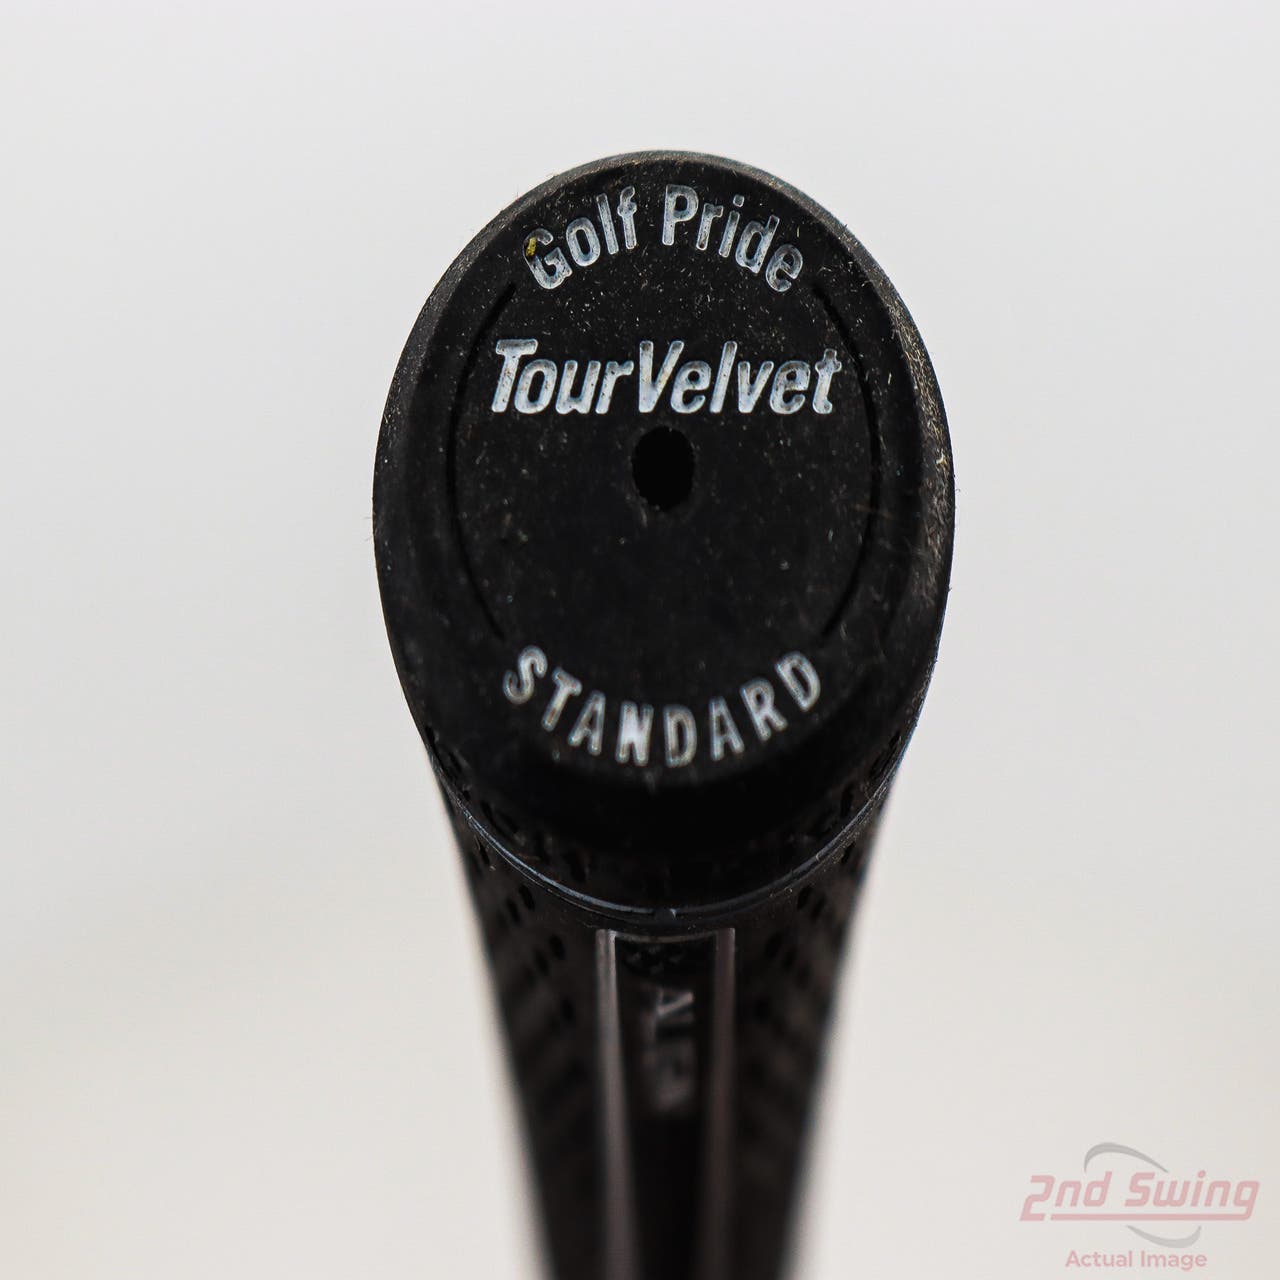 Golf Pride
TourVelvet
STANDARD
2nd Swing
Actual Image